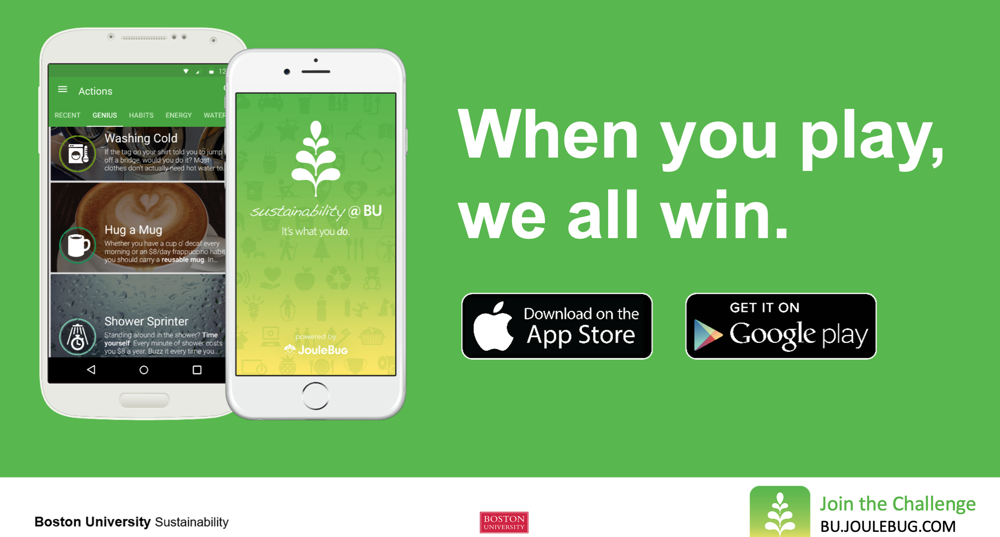 12
Actions
RECENT GENIUS HABITS ENERGY WATER
Washing Cold
If the tag on your shirt told you to jump
off a bridge, would you do it? Most
clothes don't actually need hot water to.
Hug a Mug
Whether you have a cup o' decaf every
morning or an $8/day frappuccino habit
you should carry a reusable mug. In...
Shower Sprinter
Standing around in the shower? Time
yourself: Every minute of shower costs
you $8 a year. Buzz it every time you...
sustainability @ BU
It's what you do.
powered by
JouleBug
When you play,
we all win.
Download on the
App Store
GET IT ON
Google play
Boston University Sustainability
BOSTON
UNIVERSITY
Join the Challenge
BU.JOULEBUG.COM